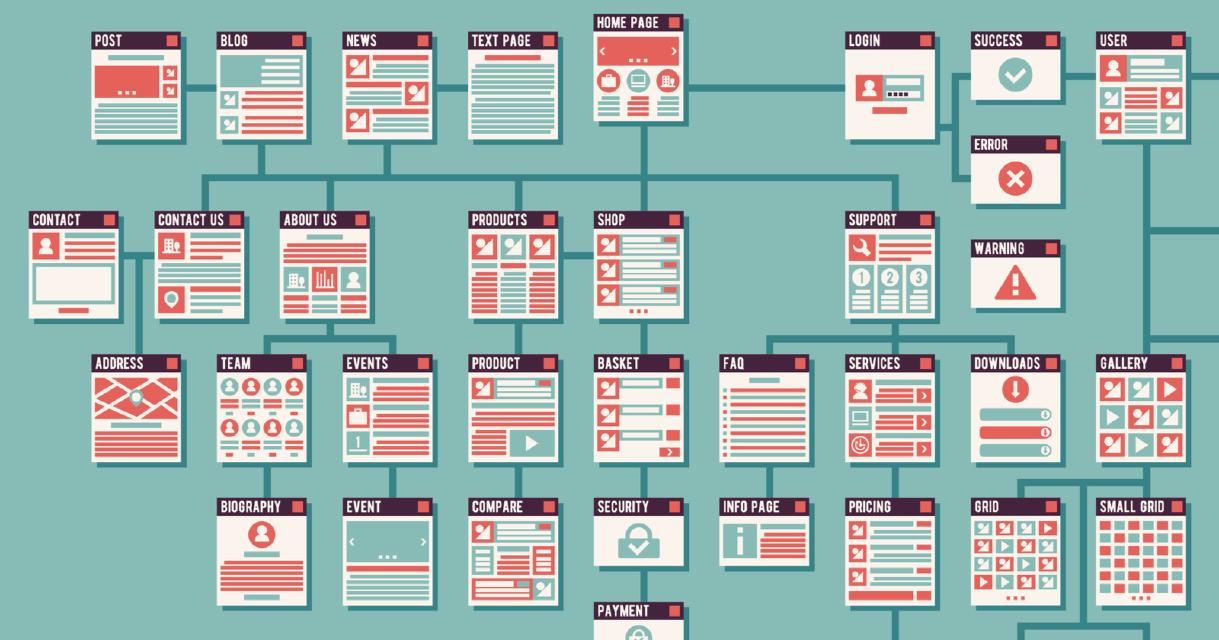 HOME PAGE
POST
BLOG
NEWS
TEXT PAGE
LOGIN
SUCCESS
USER
ERROR
CONTACT
CONTACT US
ABOUT US
PRODUCTS
SHOP
SUPPORT
1 2 3
WARNING
ADDRESS
TEAM
EVENTS
1
PRODUCT
BASKET
FAQ
SERVICES
DOWNLOADS
GALLERY
BIOGRAPHY
EVENT
COMPARE
SECURITY
INFO PAGE
PRICING
GRID
SMALL GRID
PAYMENT